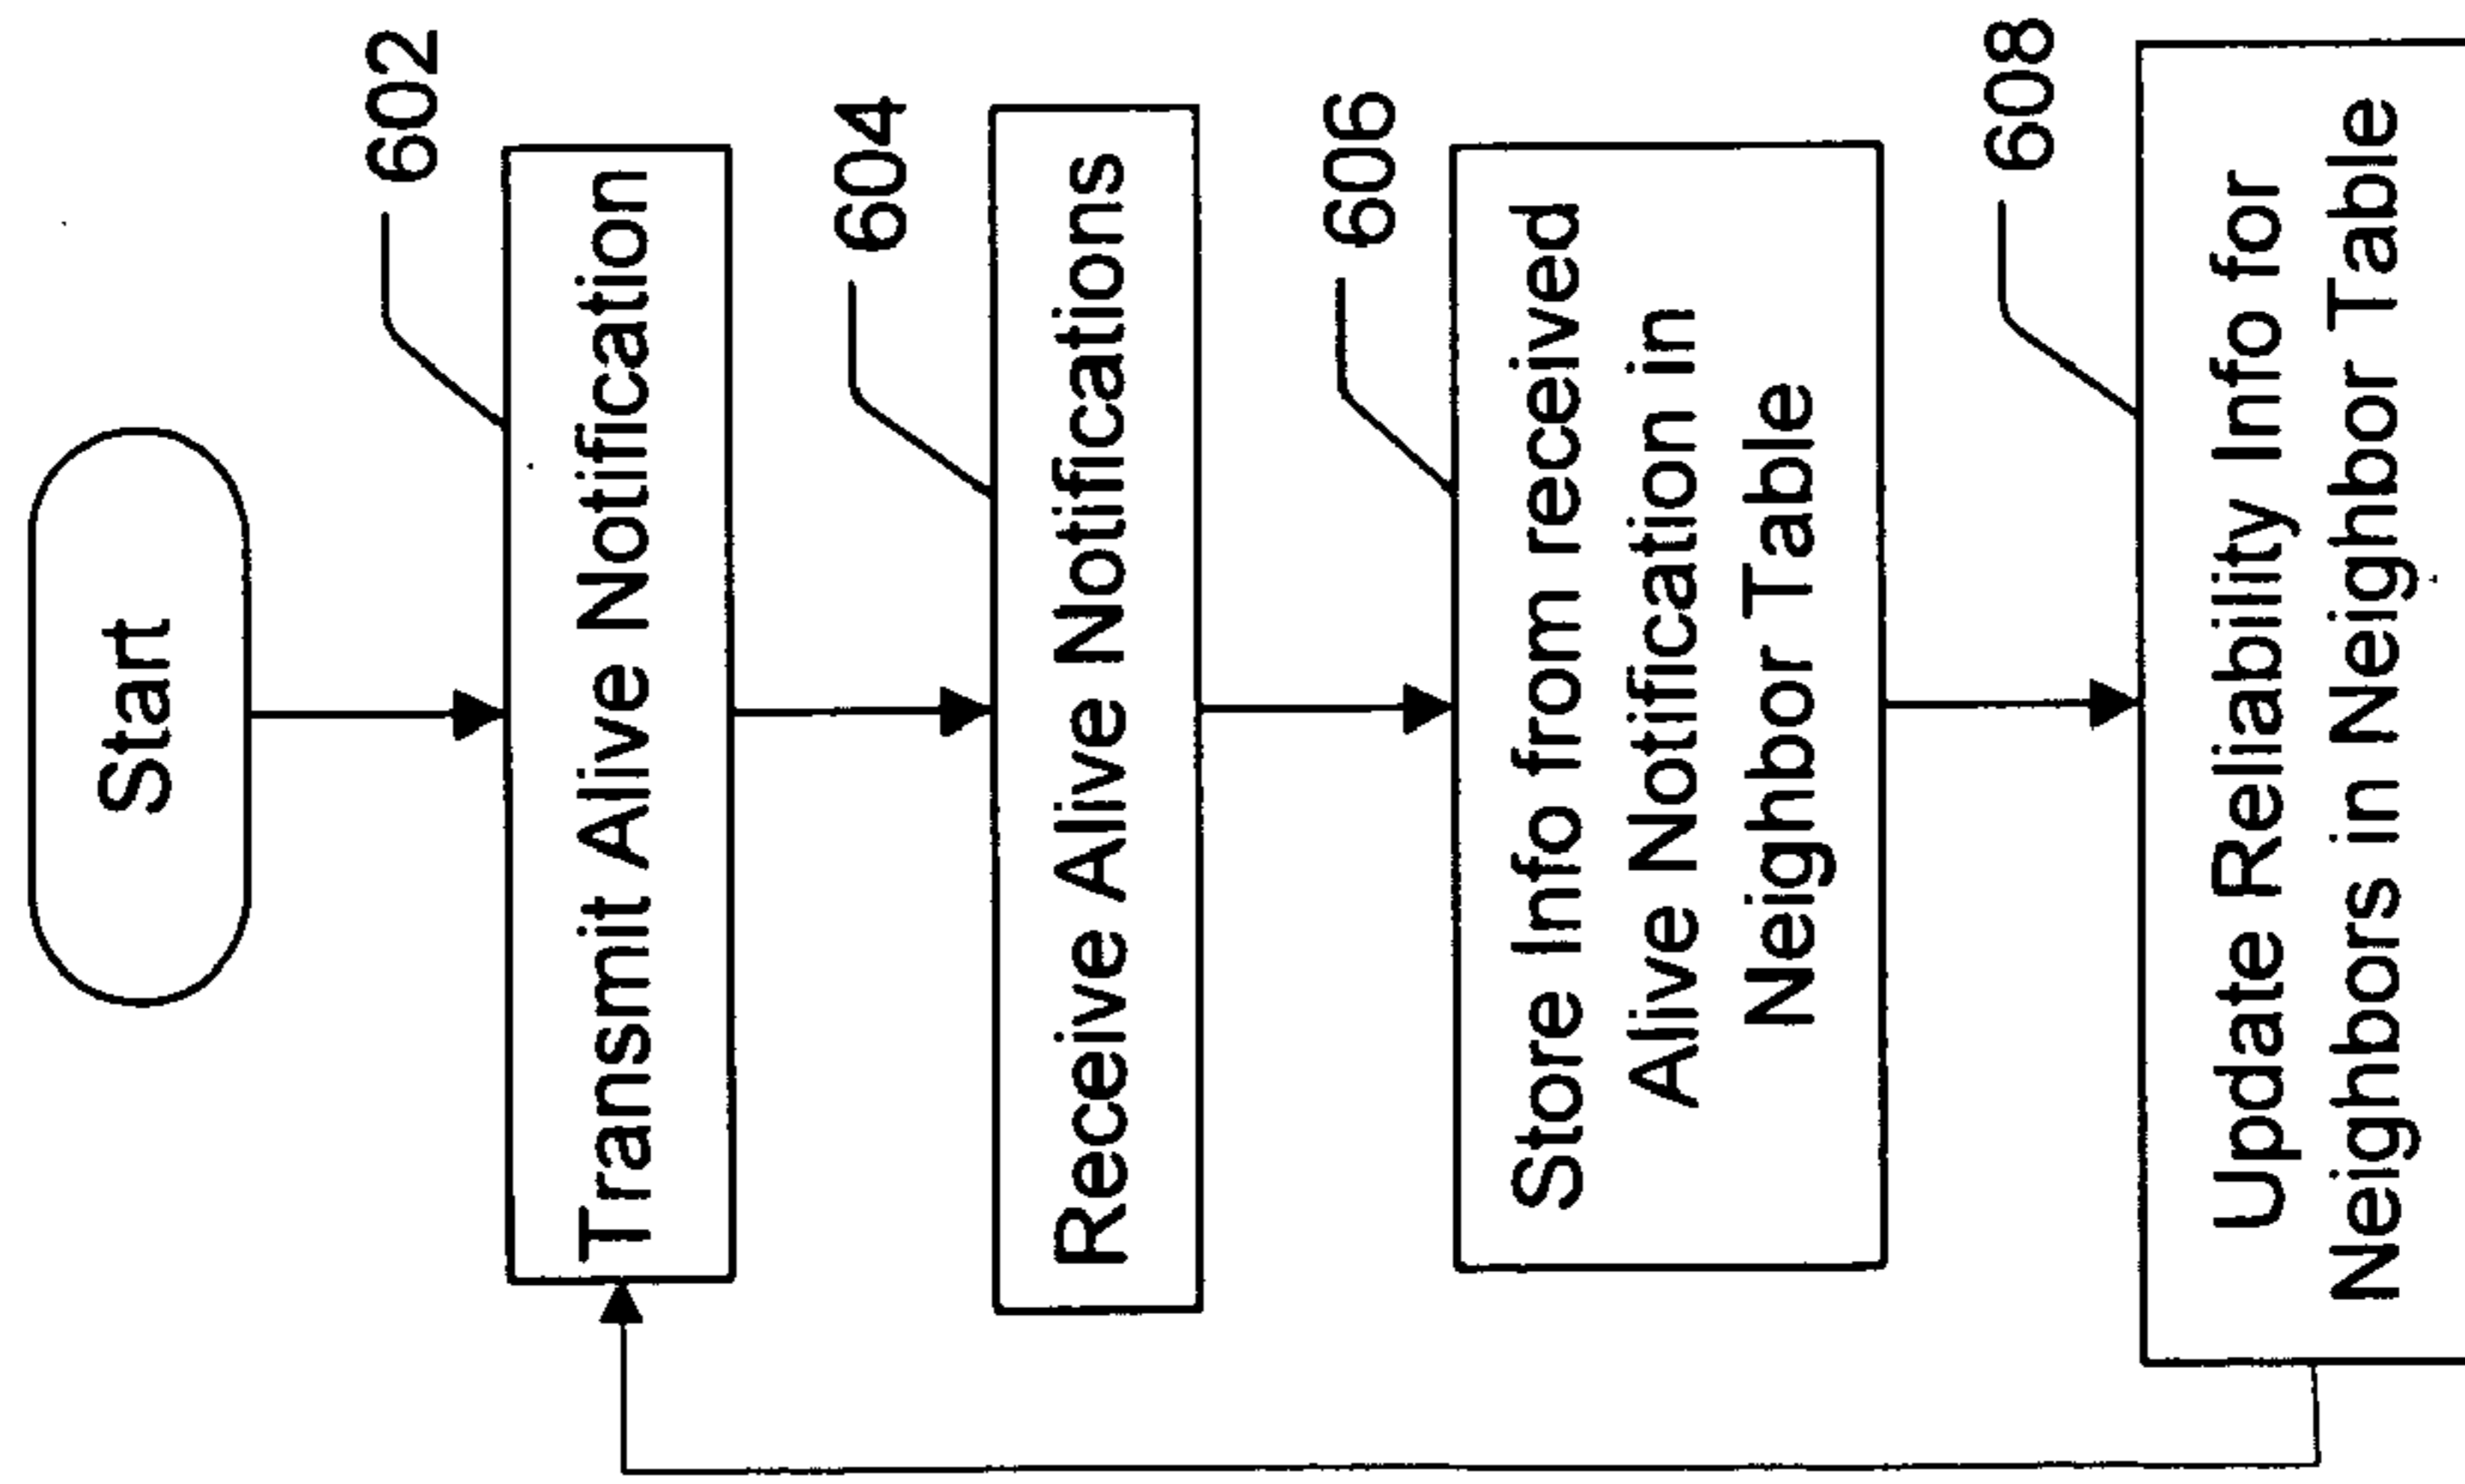 Start
602
Transmit Alive Notification
604
Receive Alive Notifications
606
Store Info from received
Alive Notification in
Neighbor Table
608
Update Reliability Info for
Neighbors in Neighbor Table